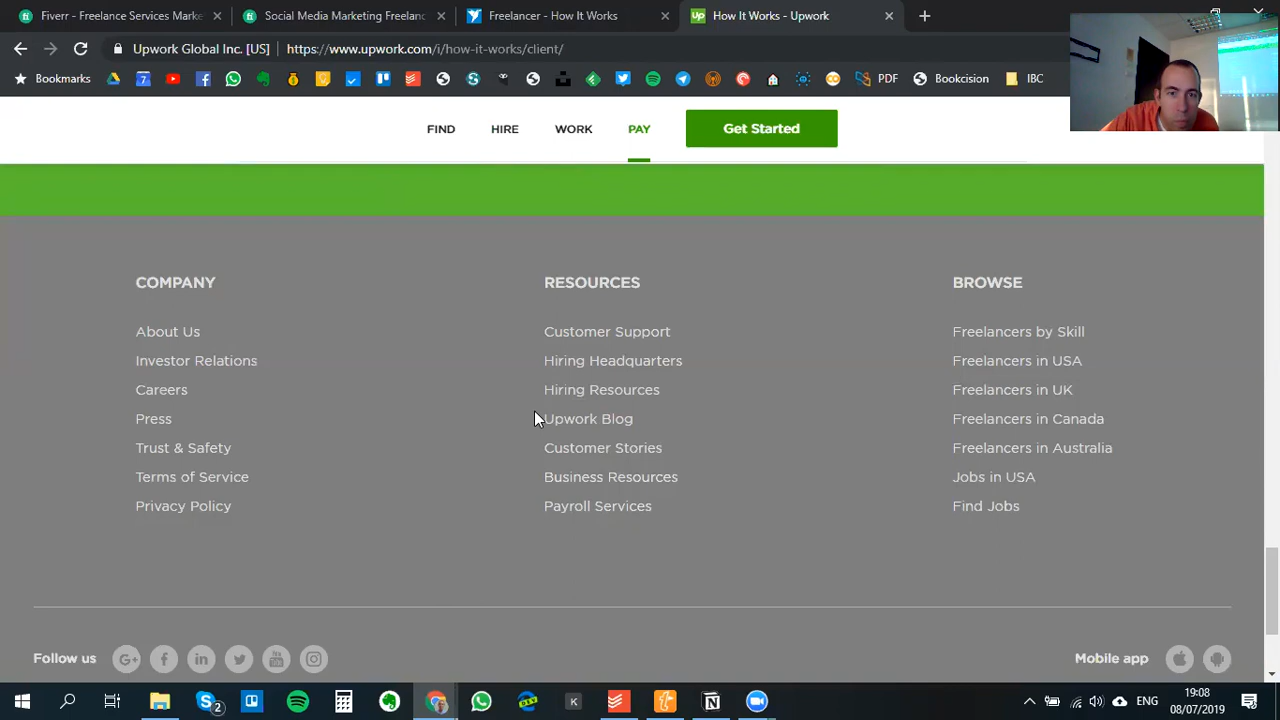 Fiverr - Freelance Services Marke
Social Media Marketing Freelanc
Freelancer - How It Works
How It Works - Upwork
Upwork Global Inc. [US]
https://www.upwork.com/i/how-it-works/client/
Bookmarks
PDF
Bookcision
IBC
FIND
HIRE
WORK
PAY
Get Started
COMPANY
About Us
Investor Relations
Careers
Press
Trust & Safety
Terms of Service
Privacy Policy
RESOURCES
Customer Support
Hiring Headquarters
Hiring Resources
Upwork Blog
Customer Stories
Business Resources
Payroll Services
BROWSE
Freelancers by Skill
Freelancers in USA
Freelancers in UK
Freelancers in Canada
Freelancers in Australia
Jobs in USA
Find Jobs
Follow us
Mobile app
ENG
19:08
08/07/2019